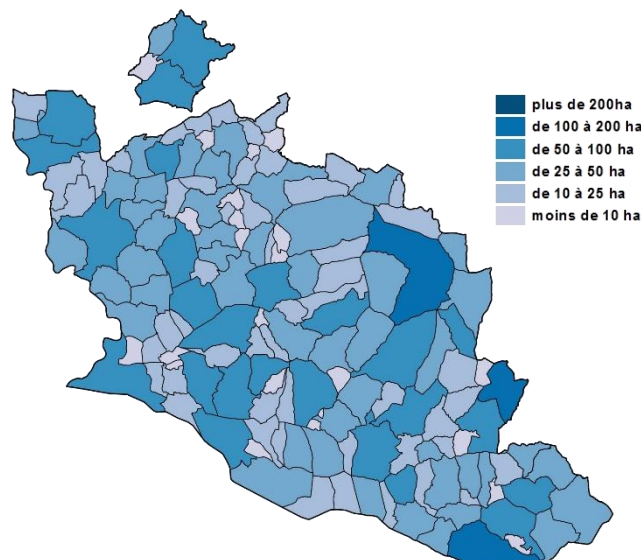 plus de 200ha
de 100 à 200 ha
de 50 à 100 ha
de 25 à 50 ha
de 10 à 25 ha
moins de 10 ha